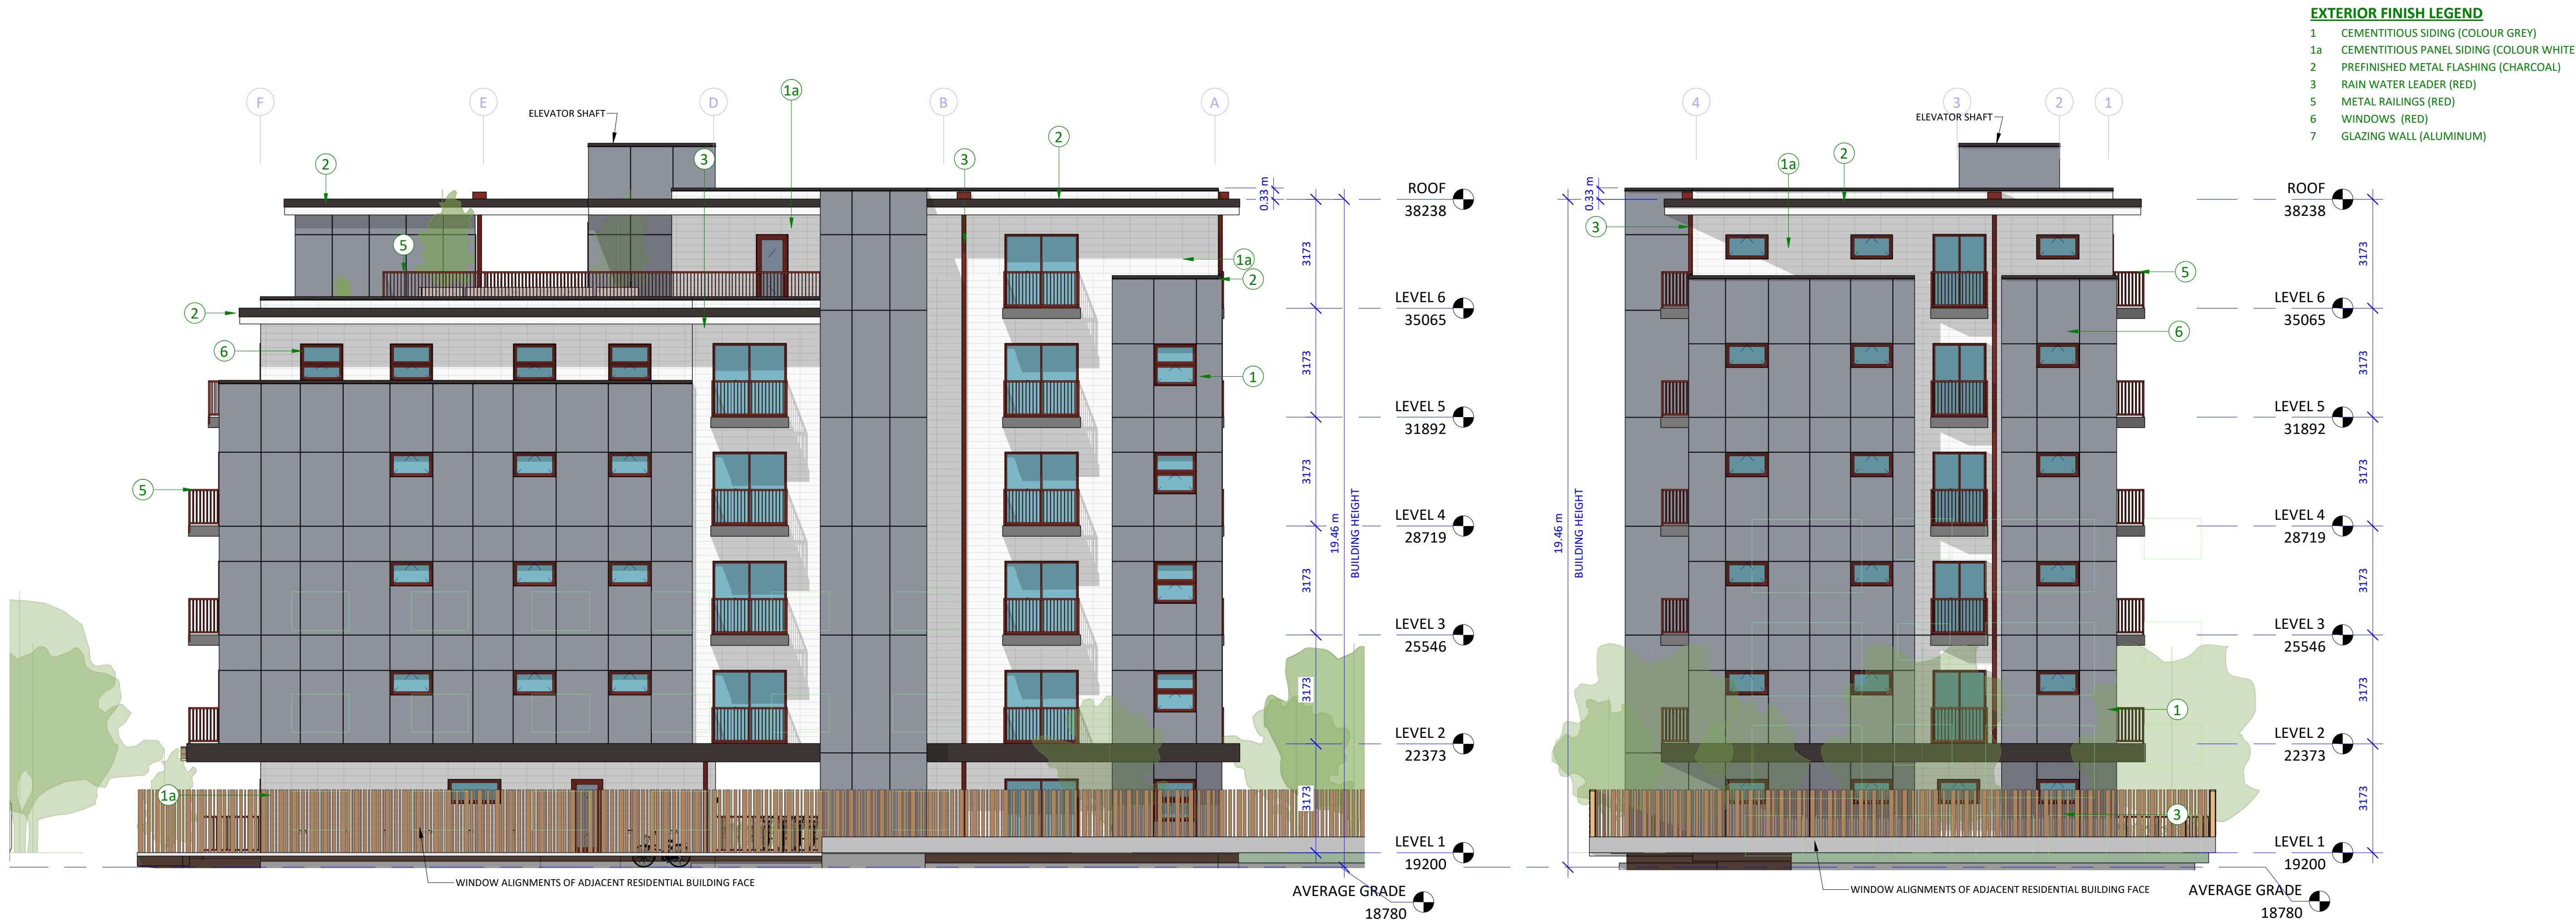 EXTERIOR FINISH LEGEND
1 CEMENTITIOUS SIDING (COLOUR GREY)
1a CEMENTITIOUS PANEL SIDING (COLOUR WHITE
2 PREFINISHED METAL FLASHING (CHARCOAL)
3 RAIN WATER LEADER (RED)
5 METAL RAILINGS (RED)
6 WINDOWS (RED)
7 GLAZING WALL (ALUMINUM)
F
E
D
B
A
1a
ELEVATOR SHAFT
2
3
3
2
0.33 m
ROOF
38238
5
1a
2
3173
2
LEVEL 6
35065
6
3173
1
LEVEL 5
31892
5
3173
19.46 m
BUILDING HEIGHT
LEVEL 4
28719
3173
LEVEL 3
25546
3173
LEVEL 2
22373
1a
3173
LEVEL 1
19200
WINDOW ALIGNMENTS OF ADJACENT RESIDENTIAL BUILDING FACE
AVERAGE GRADE
18780
4
3
2
1
ELEVATOR SHAFT
1a
2
0.33 m
ROOF
38238
3
3173
5
LEVEL 6
35065
6
3173
LEVEL 5
31892
3173
19.46 m
BUILDING HEIGHT
LEVEL 4
28719
3173
LEVEL 3
25546
3173
1
LEVEL 2
22373
3173
3
LEVEL 1
19200
WINDOW ALIGNMENTS OF ADJACENT RESIDENTIAL BUILDING FACE
AVERAGE GRADE
18780